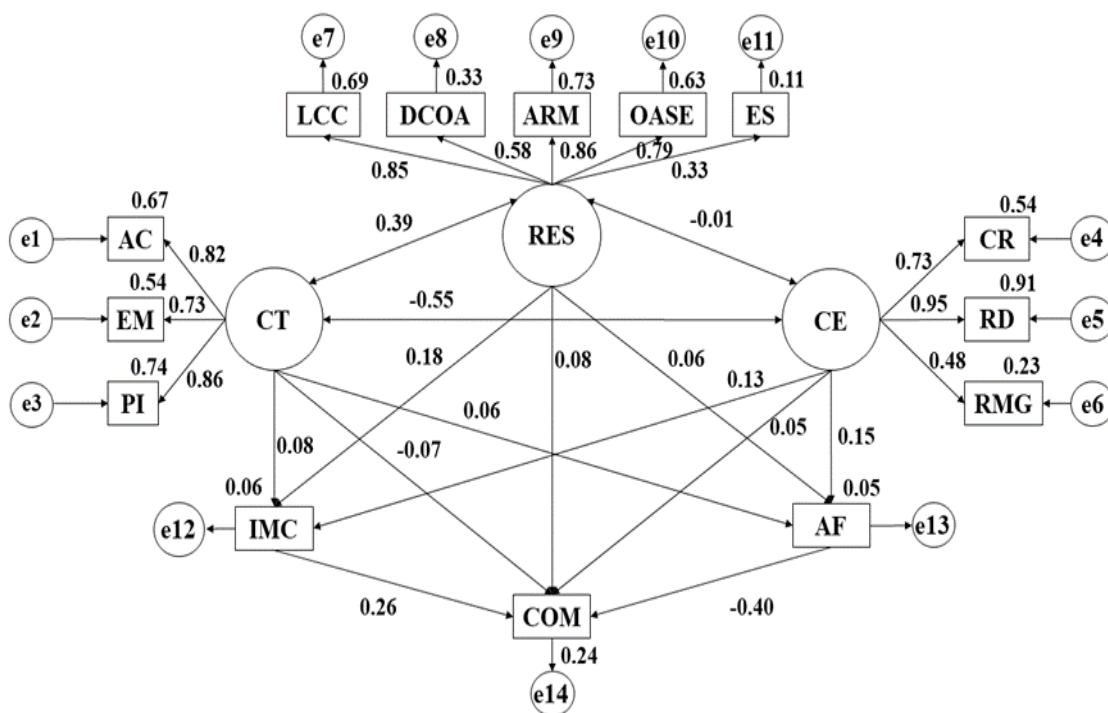 e7 e8 e9 e10 e11
0.69 0.33 0.73 0.63 0.11
LCC DCOA ARM OASE ES
0.85 0.58 0.86 0.79 0.33
0.67 0.54
e1 AC 0.82 0.39 RES -0.01 0.73 CR e4
0.54 0.91
e2 EM 0.73 CT -0.55 CE 0.95 RD e5
0.74 0.86 0.18 0.08 0.06 0.48 0.23
e3 PI 0.06 0.13 RMG e6
0.08 -0.07 0.05 0.15
0.06 0.05
e12 IMC AF e13
0.26 COM -0.40
0.24
e14